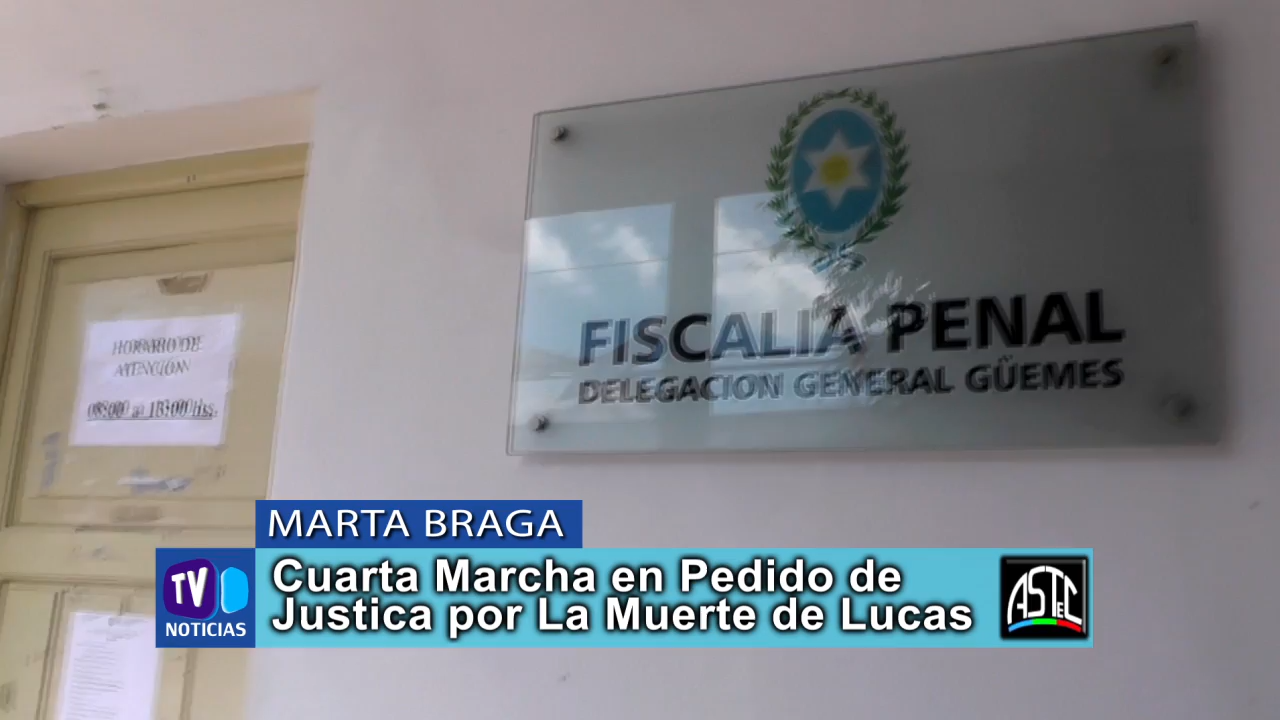 FISCALIA PENAL
DELEGACION GENERAL GÜEMES
HORARIO DE
ATENCIÓN
08:00 a 13:00 Hs.
MARTA BRAGA
Cuarta Marcha en Pedido de
Justica por La Muerte de Lucas
TV
NOTICIAS
ASTeC